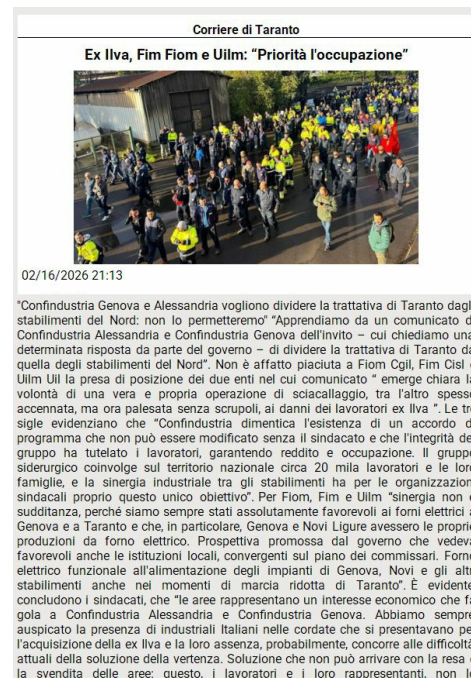 Corriere di Taranto
Ex Ilva, Fim Fiom e Uilm: “Priorità l'occupazione”
02/16/2026 21:13
"Confindustria Genova e Alessandria vogliono dividere la trattativa di Taranto dagl
stabilimenti del Nord: non lo permetteremo" “Apprendiamo da un comunicato d
Confindustria Alessandria e Confindustria Genova dell'invito – cui chiediamo una
determinata risposta da parte del governo – di dividere la trattativa di Taranto da
quella degli stabilimenti del Nord”. Non è affatto piaciuta a Fiom Cgil, Fim Cisl
Uilm Uil la presa di posizione dei due enti nel cui comunicato “ emerge chiara la
volontà di una vera e propria operazione di sciacallaggio, tra l'altro spesso
accennata, ma ora palesata senza scrupoli, ai danni dei lavoratori ex Ilva ”. Le tre
sigle evidenziano che “Confindustria dimentica l'esistenza di un accordo d
programma che non può essere modificato senza il sindacato e che l'integrità de
gruppo ha tutelato i lavoratori, garantendo reddito e occupazione. Il gruppo
siderurgico coinvolge sul territorio nazionale circa 20 mila lavoratori e le loro
famiglie, e la sinergia industriale tra gli stabilimenti ha per le organizzazion
sindacali proprio questo unico obiettivo”. Per Fiom, Fim e Uilm “sinergia non
sudditanza, perché siamo sempre stati assolutamente favorevoli ai forni elettrici a
Genova e a Taranto e che, in particolare, Genova e Novi Ligure avessero le proprie
produzioni da forno elettrico. Prospettiva promossa dal governo che vedeva
favorevoli anche le istituzioni locali, convergenti sul piano dei commissari. Forno
elettrico funzionale all'alimentazione degli impianti di Genova, Novi e gli altr
stabilimenti anche nei momenti di marcia ridotta di Taranto”. È evidente
concludono i sindacati, che “le aree rappresentano un interesse economico che fa
gola a Confindustria Alessandria e Confindustria Genova. Abbiamo sempre
auspicato la presenza di industriali Italiani nelle cordate che si presentavano per
l'acquisizione della ex Ilva e la loro assenza, probabilmente, concorre alle difficoltà
attuali della soluzione della vertenza. Soluzione che non può arrivare con la resa
la svendita delle aree: questo, i lavoratori e i loro rappresentanti, non l